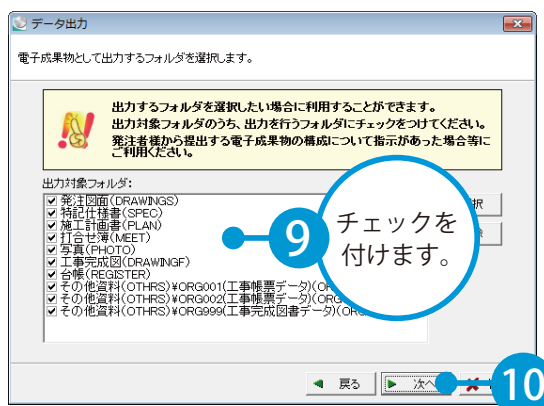 データ出力
電子成果物として出力するフォルダを選択します。
出力するフォルダを選択したい場合に利用することができます。
出力対象フォルダのうち、出力を行うフォルダにチェックをつけてください。
発注者様から提出する電子成果物の構成について指示があった場合等に
ご利用ください。
出力対象フォルダ:
発注図面(DRAWINGS)
特記仕様書(SPEC)
施工計画書(PLAN)
打合せ簿(MEET)
写真(PHOTO)
工事完成図(DRAWINGF)
台帳(REGISTER)
その他資料(OTHRS)¥ORG001(工事帳票データ)(OR
その他資料(OTHRS)¥ORG002(工事帳票データ)(ORG
その他資料(OTHRS)¥ORG999(工事完成図書データ)(OR
択
9
チェックを
付けます。
戻る
次へ
10